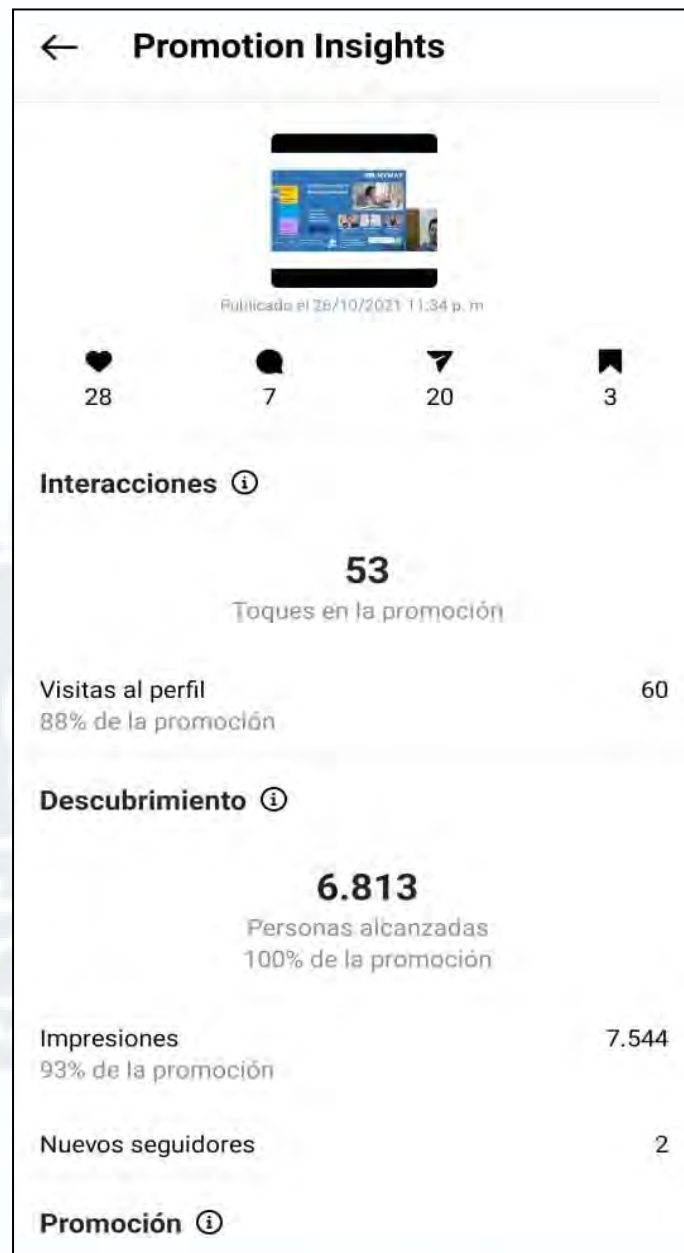 Promotion Insights
Publicado el 26/10/2021 11:34 p. m
28 7 20 3
Interacciones
53
Toques en la promoción
Visitas al perfil 60
88% de la promoción
Descubrimiento
6.813
Personas alcanzadas
100% de la promoción
Impresiones 7.544
93% de la promoción
Nuevos seguidores 2
Promoción